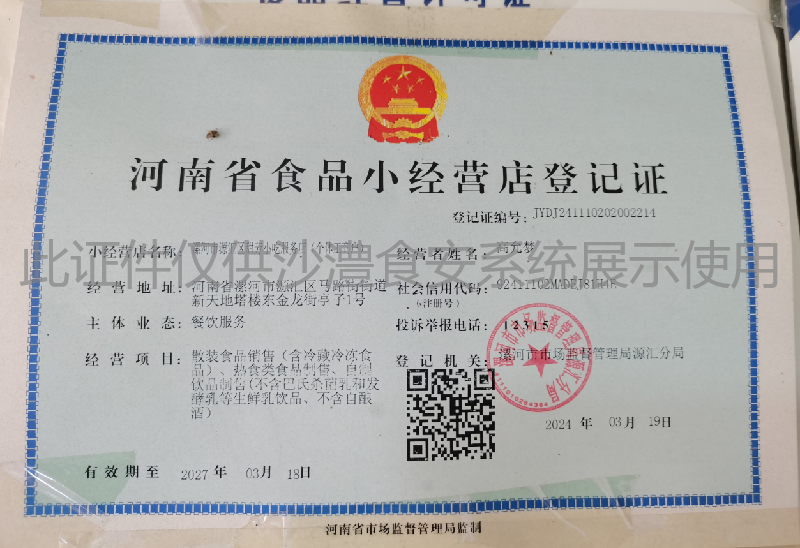 河南省食品小经营店登记证
登记证编号: JYDJ241110202002214
小经营店名称:
经营者姓名:
经营地址: 河南省漯河市源汇区马路街街道
新天地塔楼东金龙街亭子1号
社会信用代码:
(注册号)
主体业态: 餐饮服务
投诉举报电话: 12315
经营项目: 散装食品销售(含冷藏冷冻食
品)、热食类食品制售、自制
饮品制售(不含巴氏杀菌乳和发
酵乳等生鲜乳饮品、不含自酿
酒)
登记机关: 漯河市市场监督管理局源汇分局
2024 年 03月 19日
有效期至 2027 年 03月 18日
河南省市场监督管理局监制
此证件仅供沙澧食安系统展示使用